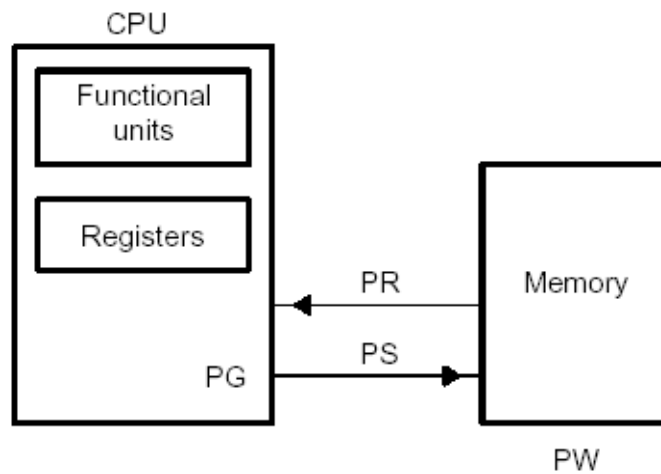 CPU
Functional
units
Registers
PR
Memory
PS
PG
PW